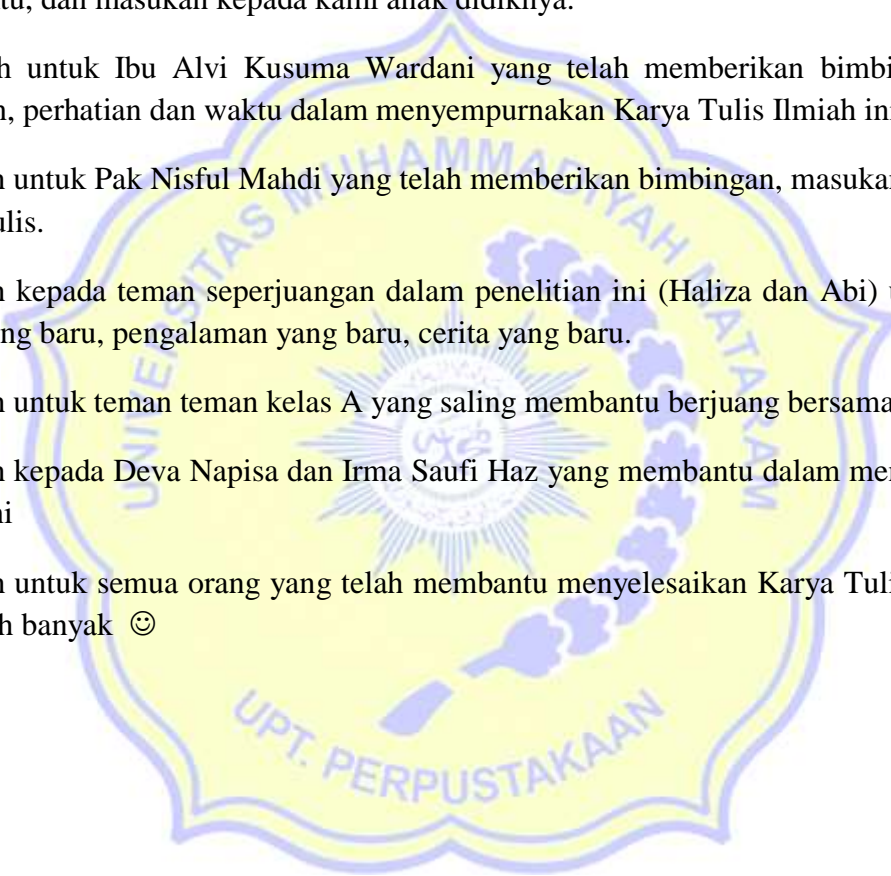 tu, dan masukan kepada kami anak didiknya.
h untuk Ibu Alvi Kusuma Wardani yang telah memberikan bimbi
n, perhatian dan waktu dalam menyempurnakan Karya Tulis Ilmiah ini
n untuk Pak Nisful Mahdi yang telah memberikan bimbingan, masukan
ulis.
n kepada teman seperjuangan dalam penelitian ini (Haliza dan Abi)
ng baru, pengalaman yang baru, cerita yang baru.
n untuk teman teman kelas A yang saling membantu berjuang bersama
n kepada Deva Napisa dan Irma Saufi Haz yang membantu dalam men
ni
n untuk semua orang yang telah membantu menyelesaikan Karya Tuli
h banyak ☺
UNIVERSITAS MUHAMMADIYAH MATARAM
UPT. PERPUSTAKAAN